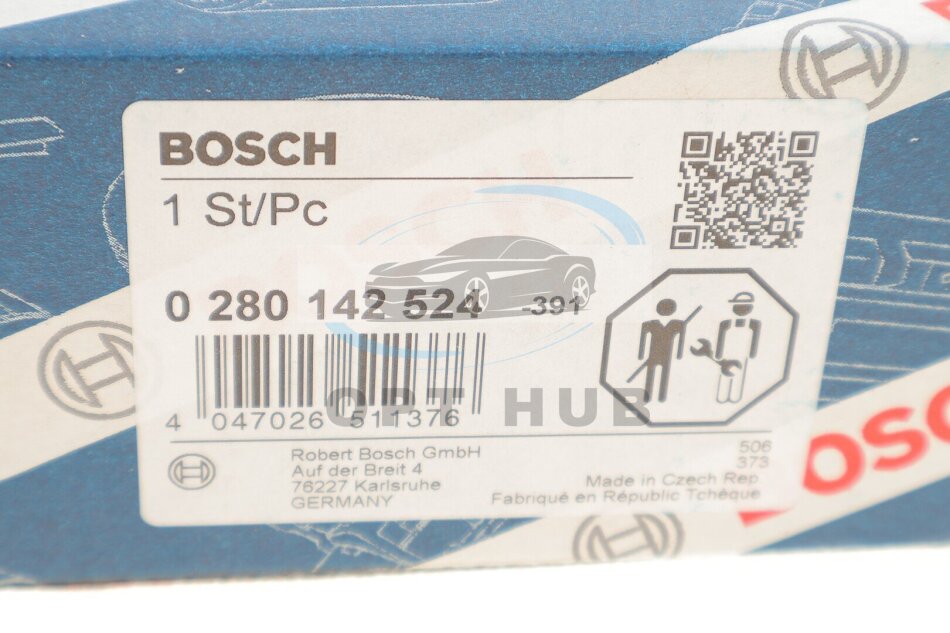 BOSCH
1 St/Pc
0 280 142 524 -391
OPT HUB
4 047026 511376
Robert Bosch GmbH
Auf der Breit 4
76227 Karlsruhe
GERMANY
506
373
Made in Czech Rep.
Fabriqué en Républic Tchèque
BOSC